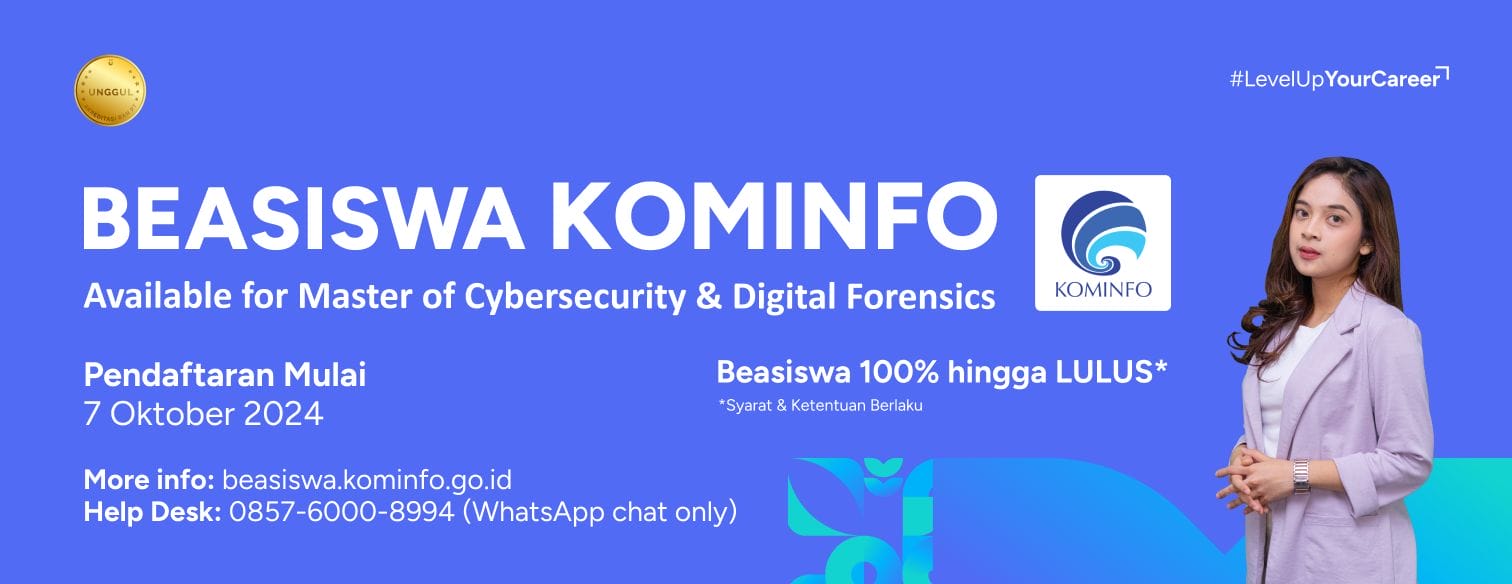 UNGGUL
#LevelUpYourCareer
BEASISWA KOMINFO
KOMINFO
Available for Master of Cybersecurity & Digital Forensics
Pendaftaran Mulai
7 Oktober 2024
Beasiswa 100% hingga LULUS*
*Syarat & Ketentuan Berlaku
More info: beasiswa.kominfo.go.id
Help Desk: 0857-6000-8994 (WhatsApp chat only)